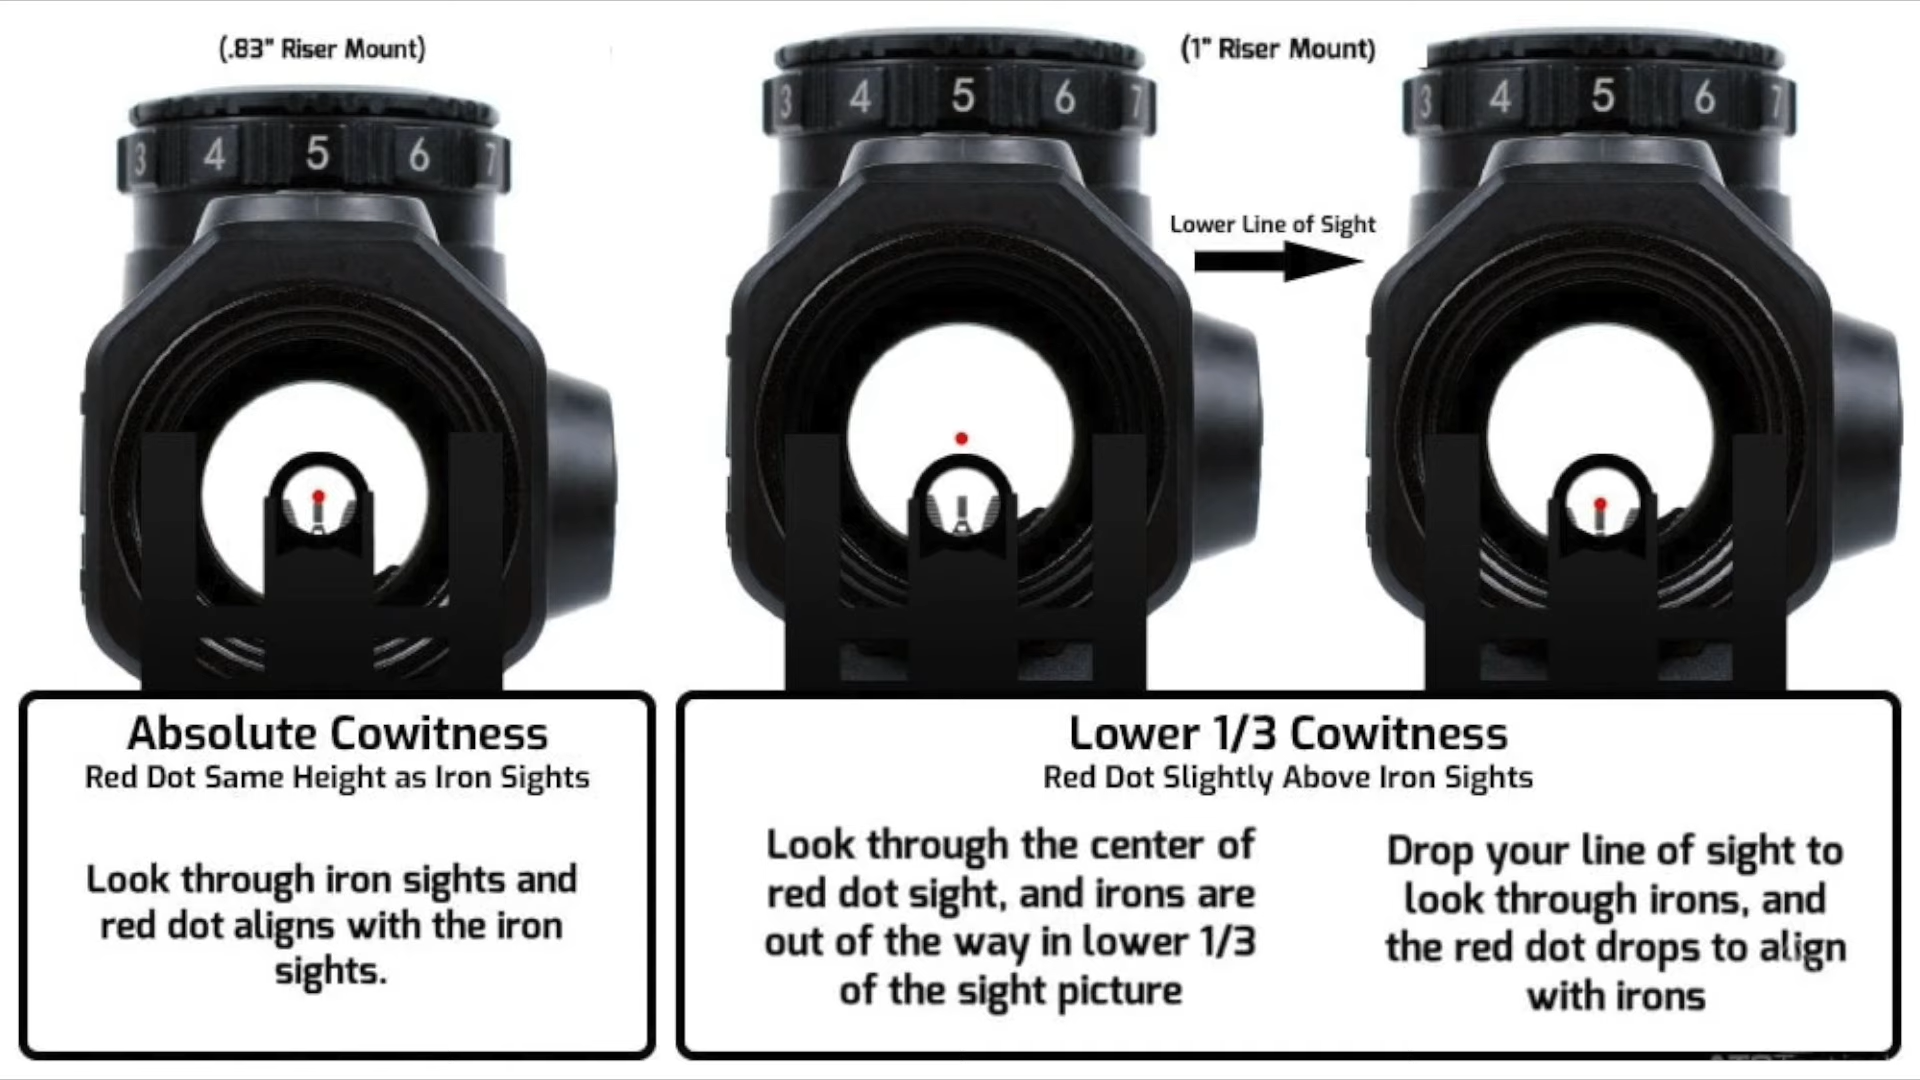 (.83" Riser Mount)
3 4 5 6 7
3 4 5 6 7
(1" Riser Mount)
3 4 5 6 7
Lower Line of Sight
Absolute Cowitness
Red Dot Same Height as Iron Sights
Look through iron sights and
red dot aligns with the iron
sights.
Lower 1/3 Cowitness
Red Dot Slightly Above Iron Sights
Look through the center of
red dot sight, and irons are
out of the way in lower 1/3
of the sight picture
Drop your line of sight to
look through irons, and
the red dot drops to align
with irons